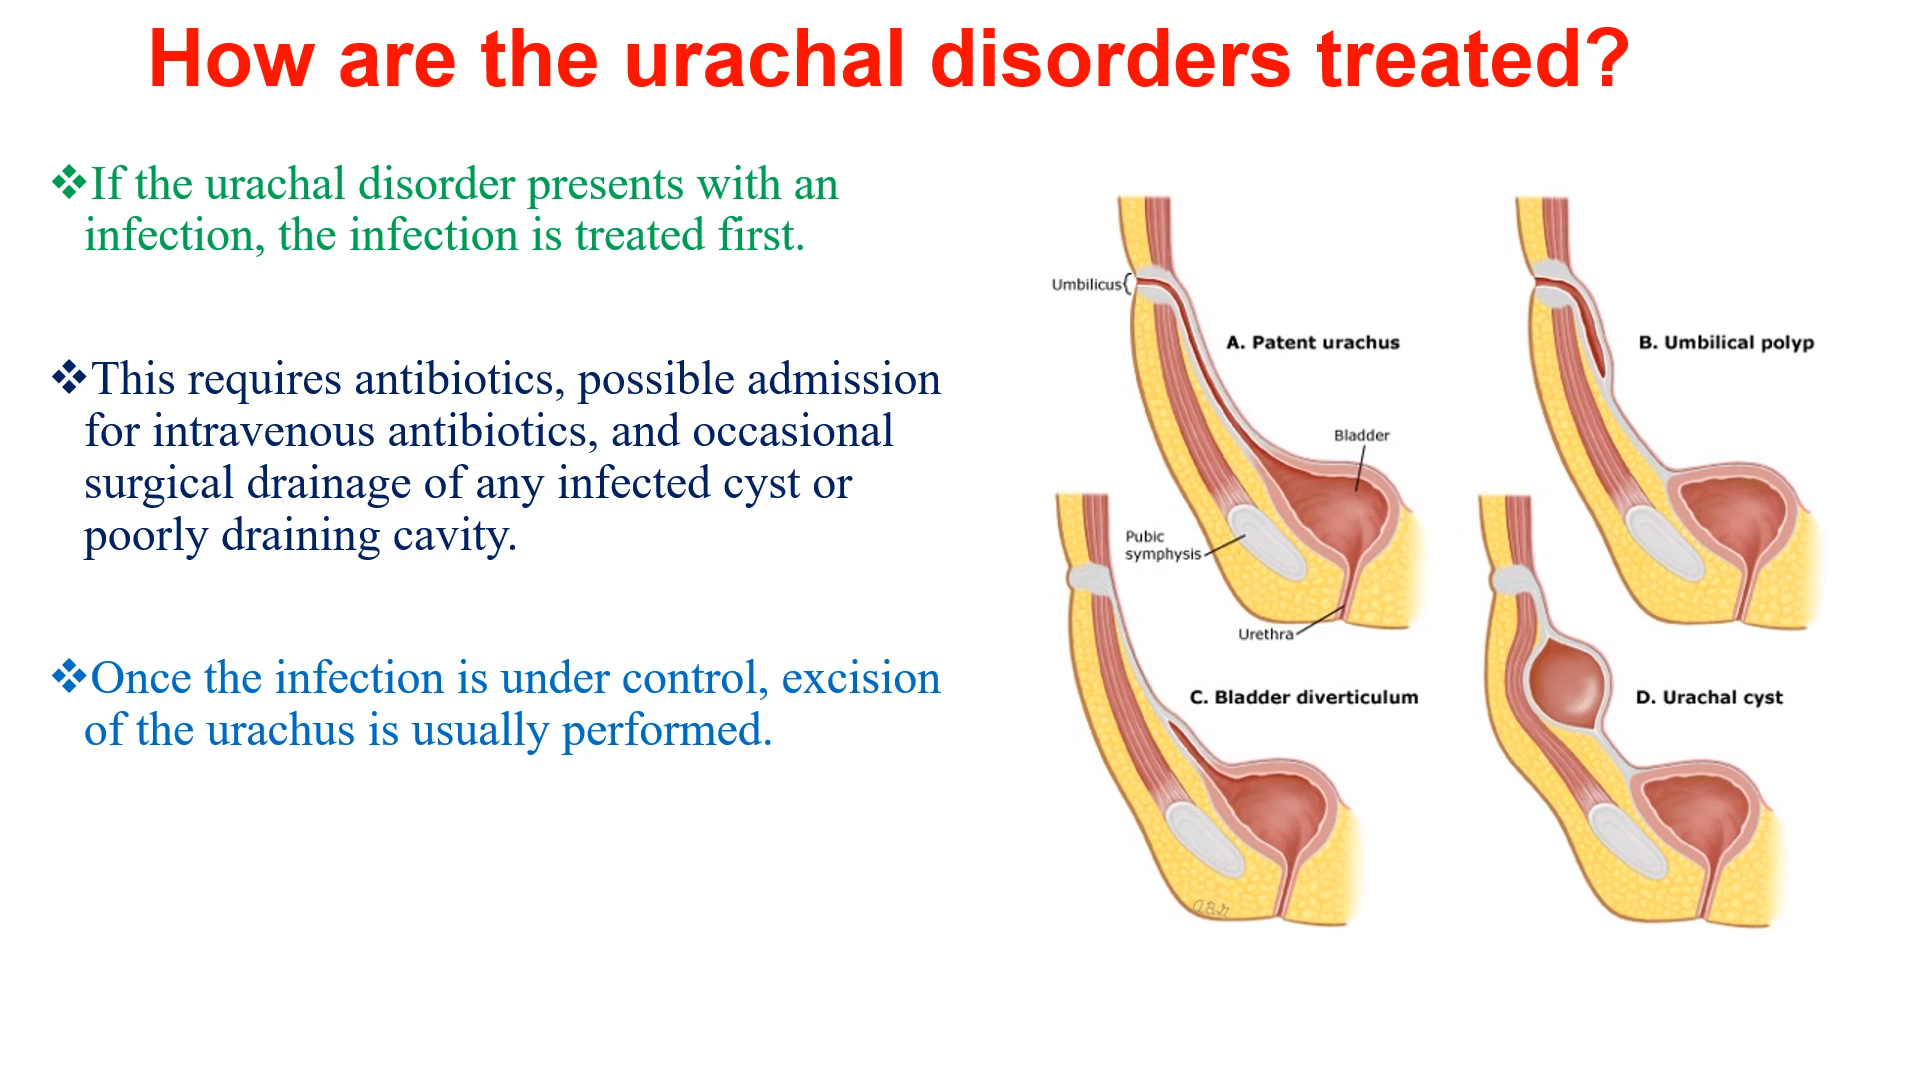 How are the urachal disorders treated?
❖If the urachal disorder presents with an
infection, the infection is treated first.
❖This requires antibiotics, possible admission
for intravenous antibiotics, and occasional
surgical drainage of any infected cyst or
poorly draining cavity.
❖Once the infection is under control, excision
of the urachus is usually performed.
Umbilicus
A. Patent urachus
Bladder
Pubic
symphysis
Urethra
B. Umbilical polyp
C. Bladder diverticulum
D. Urachal cyst